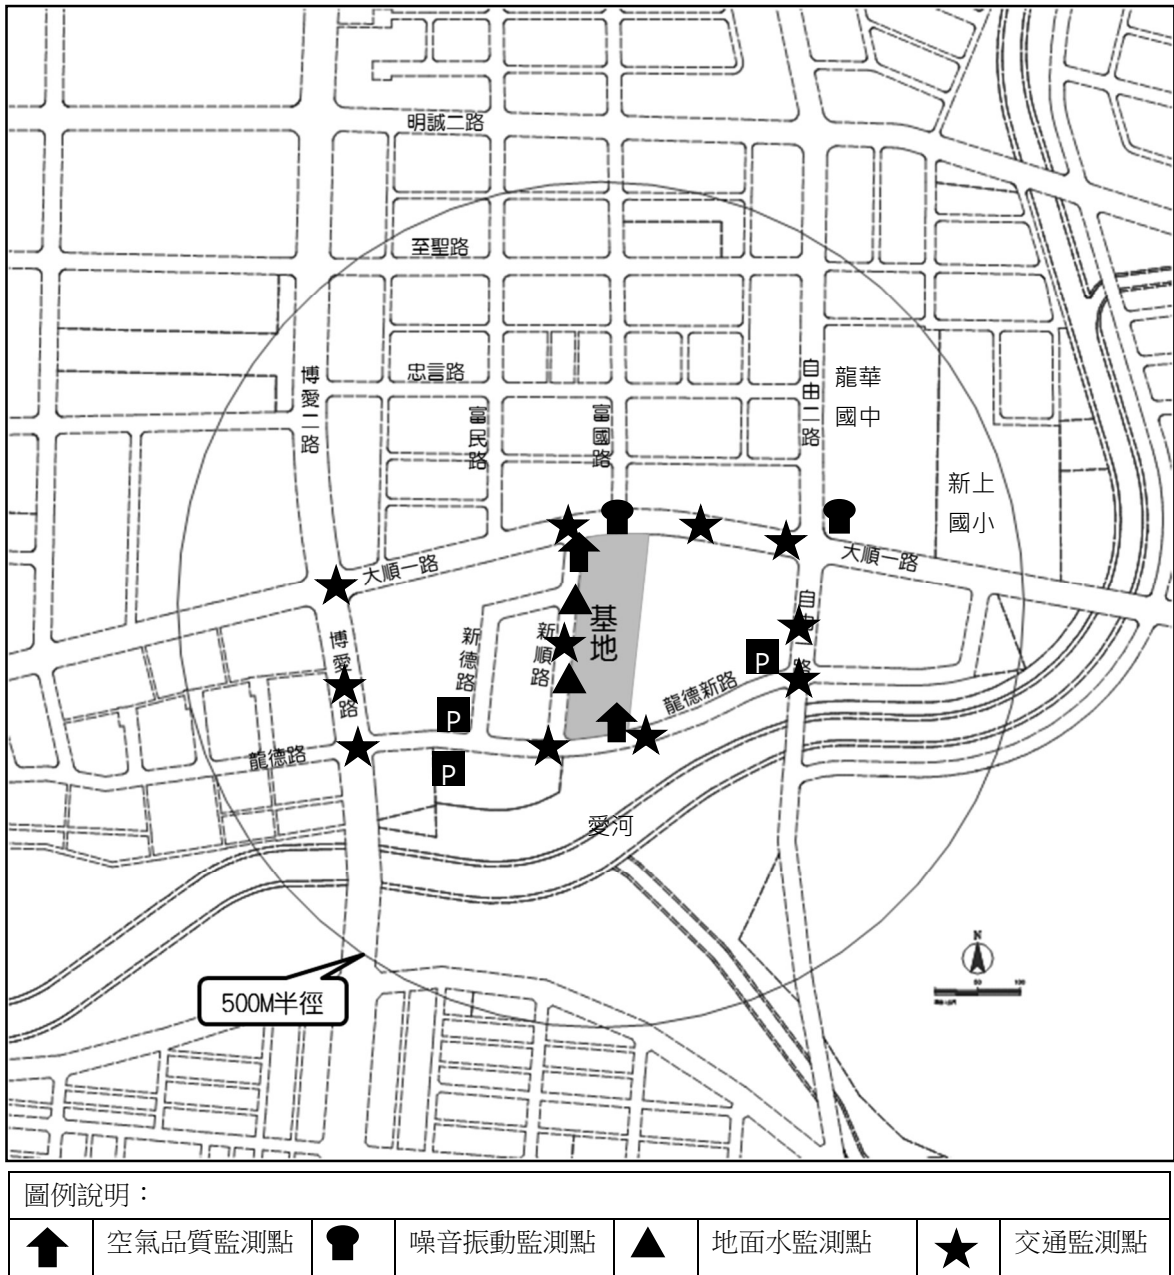 明誠二路
至聖路
忠言路
博愛二路
富民路
富國路
自由二路
龍華
國中
新上
國小
大順一路
大順一路
基地
自由二路
新順路
新德路
博愛二路
P
龍德新路
P
龍德路
P
愛河
500M半徑
N
50
100
圖例說明：
空氣品質監測點
噪音振動監測點
地面水監測點
交通監測點